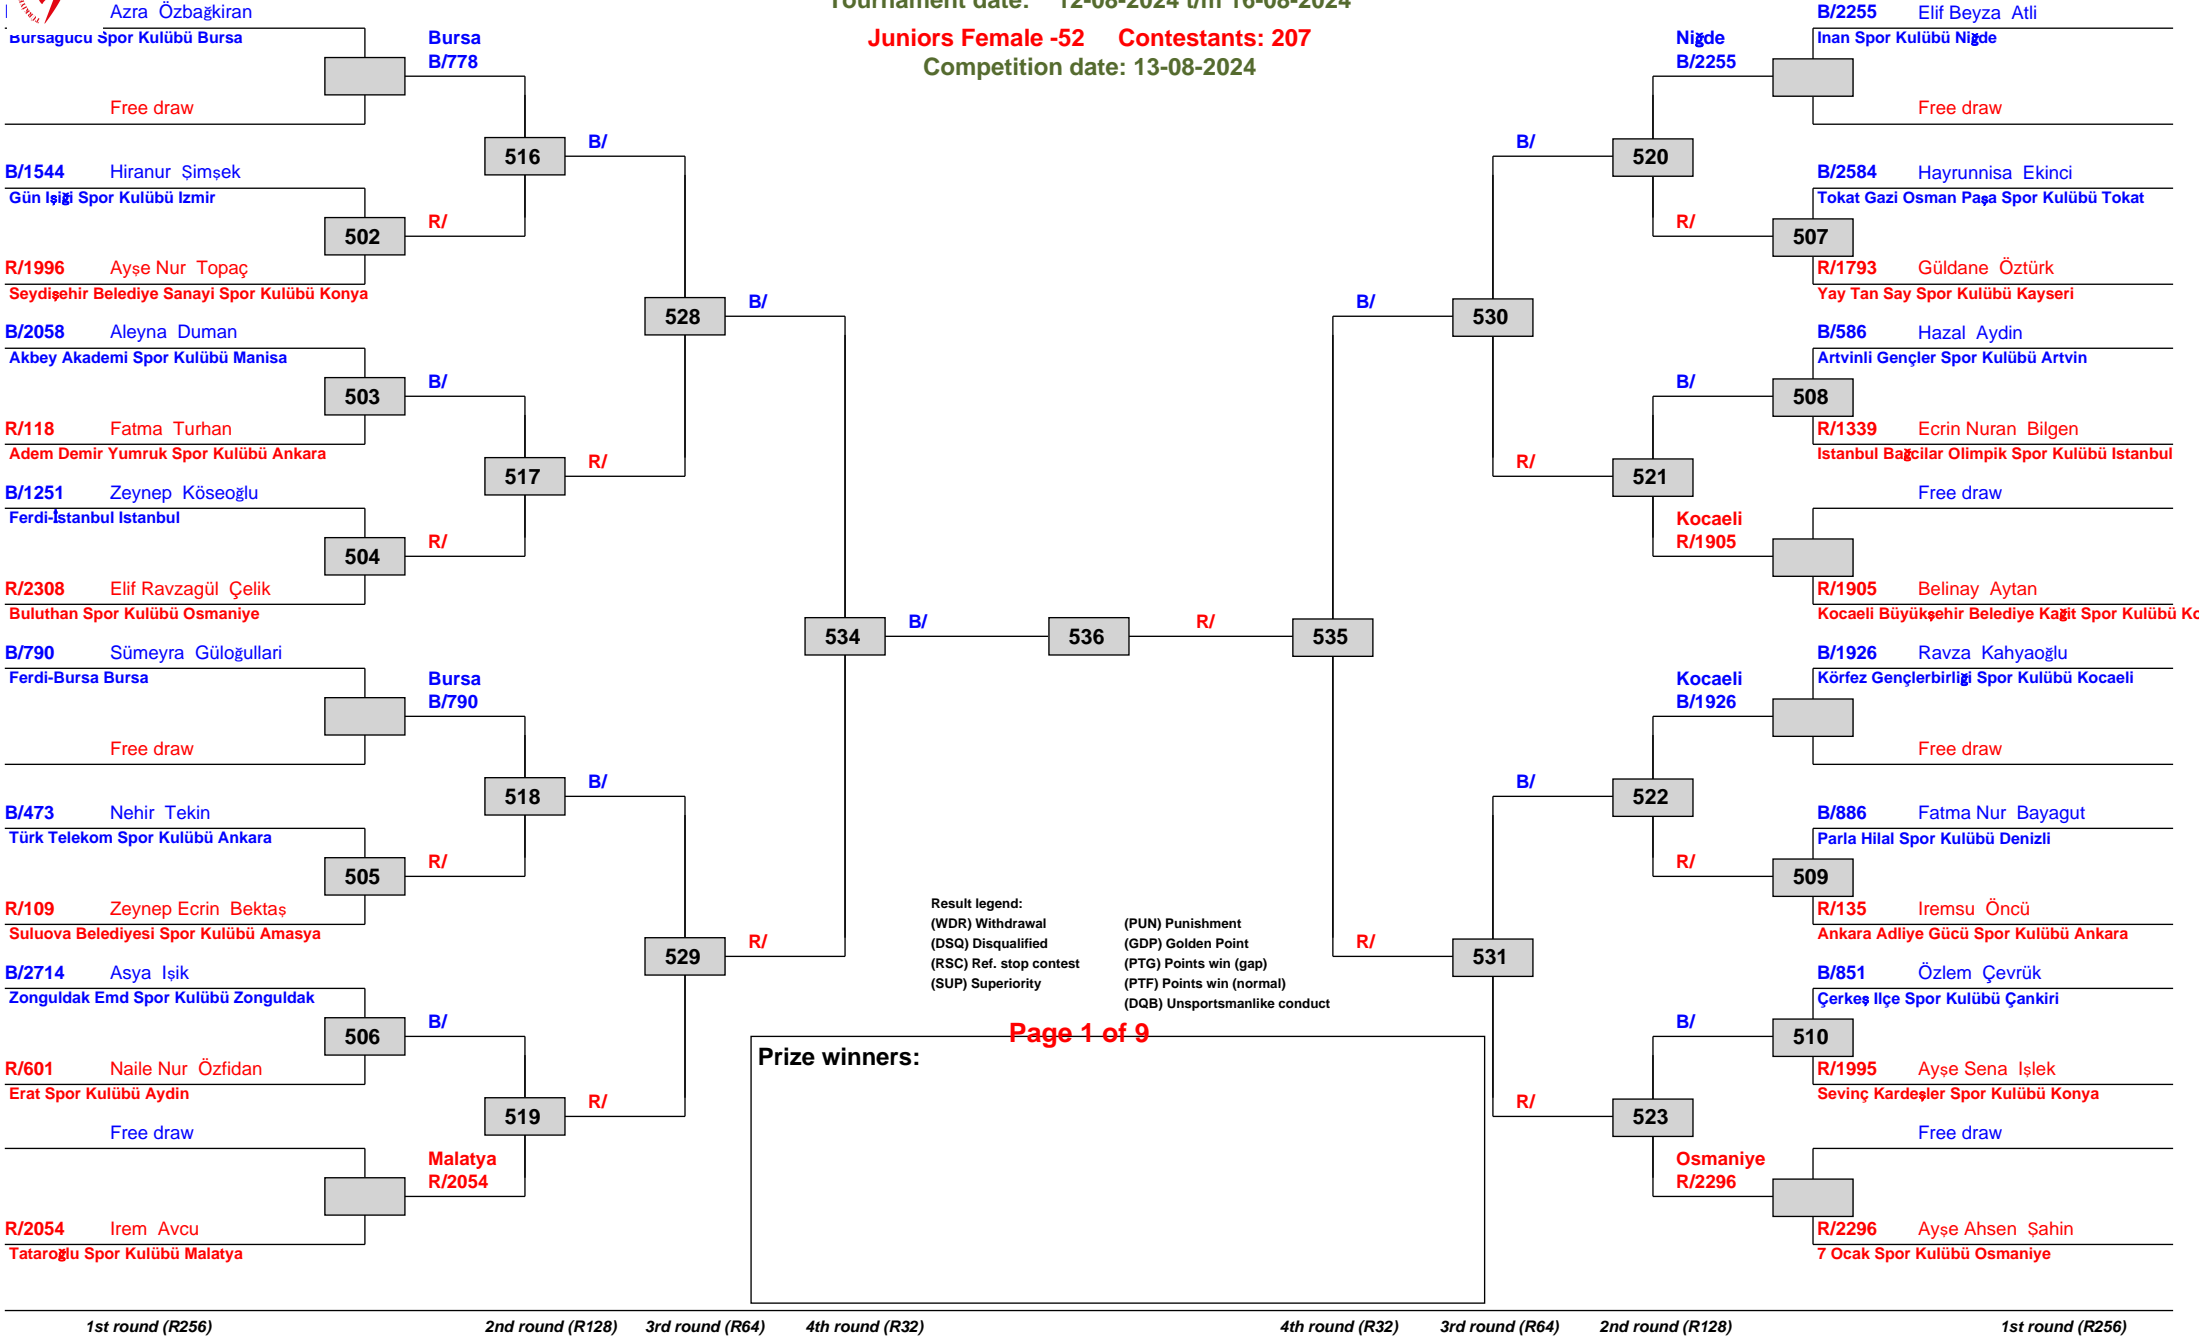 Tournament date: 12-08-2024 t/m 16-08-2024
Juniors Female -52 Contestants: 207
Competition date: 13-08-2024
Azra Özbağkiran
Bursagücü Spor Kulübü Bursa
Free draw
Bursa
B/778
B/1544 Hiranur Şimşek
Gün Işiği Spor Kulübü Izmir
502
R/1996 Ayşe Nur Topaç
Seydişehir Belediye Sanayi Spor Kulübü Konya
R/
516
B/
B/2058 Aleyna Duman
Akbey Akademi Spor Kulübü Manisa
503
R/118 Fatma Turhan
Adem Demir Yumruk Spor Kulübü Ankara
B/
B/1251 Zeynep Köseoğlu
Ferdi-İstanbul Istanbul
504
R/2308 Elif Ravzagül Çelik
Buluthan Spor Kulübü Osmaniye
R/
517
R/
528
B/
B/790 Sümeyra Güloğullari
Ferdi-Bursa Bursa
Free draw
Bursa
B/790
B/473 Nehir Tekin
Türk Telekom Spor Kulübü Ankara
505
R/109 Zeynep Ecrin Bektaş
Suluova Belediyesi Spor Kulübü Amasya
R/
518
B/
B/2714 Asya Işik
Zonguldak Emd Spor Kulübü Zonguldak
506
R/601 Naile Nur Özfidan
Erat Spor Kulübü Aydin
B/
Free draw
R/2054 Irem Avcu
Tataroğlu Spor Kulübü Malatya
Malatya
R/2054
519
R/
529
R/
534
B/
536
R/
535
B/2255 Elif Beyza Atli
Inan Spor Kulübü Niğde
Free draw
Niğde
B/2255
B/2584 Hayrunnisa Ekinci
Tokat Gazi Osman Paşa Spor Kulübü Tokat
507
R/1793 Güldane Öztürk
Yay Tan Say Spor Kulübü Kayseri
R/
520
B/
B/586 Hazal Aydin
Artvinli Gençler Spor Kulübü Artvin
508
R/1339 Ecrin Nuran Bilgen
Istanbul Bağcilar Olimpik Spor Kulübü Istanbul
B/
Free draw
R/1905 Belinay Aytan
Kocaeli Büyükşehir Belediye Kağit Spor Kulübü Ko
Kocaeli
R/1905
521
R/
530
B/
B/1926 Ravza Kahyaoğlu
Körfez Gençlerbirliği Spor Kulübü Kocaeli
Free draw
Kocaeli
B/1926
B/886 Fatma Nur Bayagut
Parla Hilal Spor Kulübü Denizli
509
R/135 Iremsu Öncü
Ankara Adliye Gücü Spor Kulübü Ankara
R/
522
B/
B/851 Özlem Çevrük
Çerkeş Ilçe Spor Kulübü Çankiri
510
R/1995 Ayşe Sena Işlek
Sevinç Kardeşler Spor Kulübü Konya
B/
Free draw
R/2296 Ayşe Ahsen Şahin
7 Ocak Spor Kulübü Osmaniye
Osmaniye
R/2296
523
R/
531
R/
Result legend:
(WDR) Withdrawal (PUN) Punishment
(DSQ) Disqualified (GDP) Golden Point
(RSC) Ref. stop contest (PTG) Points win (gap)
(SUP) Superiority (PTF) Points win (normal)
(DQB) Unsportsmanlike conduct
Page 1 of 9
Prize winners:
1st round (R256) 2nd round (R128) 3rd round (R64) 4th round (R32) 4th round (R32) 3rd round (R64) 2nd round (R128) 1st round (R256)